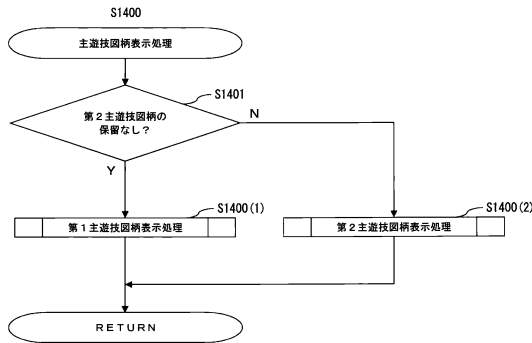 S1400
主遊技図柄表示処理
S1401
第２主遊技図柄の
保留なし？
N
Y
S1400(1)
第１主遊技図柄表示処理
S1400(2)
第２主遊技図柄表示処理
ＲＥＴＵＲＮ